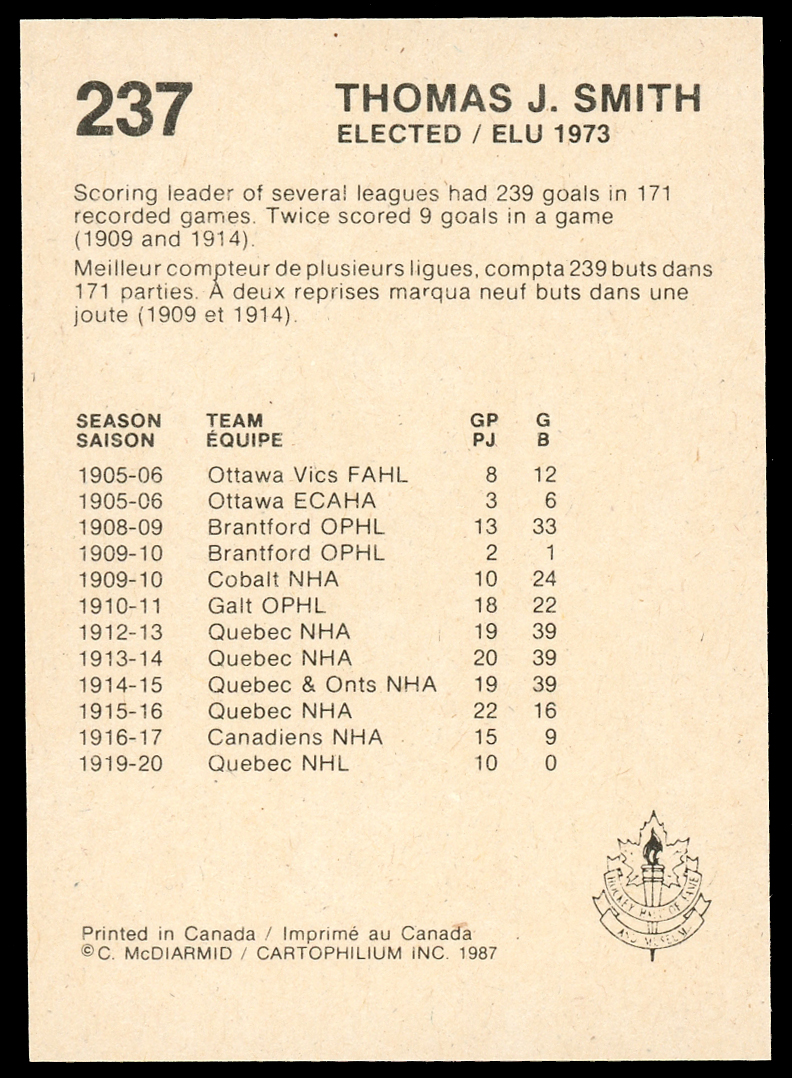 237
THOMAS J. SMITH
ELECTED / ELU 1973
Scoring leader of several leagues had 239 goals in 171
recorded games. Twice scored 9 goals in a game
(1909 and 1914).
Meilleur compteur de plusieurs ligues, compta 239 buts dans
171 parties. À deux reprises marqua neuf buts dans une
joute (1909 et 1914).
SEASON TEAM GP G
SAISON ÉQUIPE PJ B
1905-06 Ottawa Vics FAHL 8 12
1905-06 Ottawa ECAHA 3 6
1908-09 Brantford OPHL 13 33
1909-10 Brantford OPHL 2 1
1909-10 Cobalt NHA 10 24
1910-11 Galt OPHL 18 22
1912-13 Quebec NHA 19 39
1913-14 Quebec NHA 20 39
1914-15 Quebec & Onts NHA 19 39
1915-16 Quebec NHA 22 16
1916-17 Canadiens NHA 15 9
1919-20 Quebec NHL 10 0
HOCKEY HALL OF FAME
AND MUSEUM
Printed in Canada / Imprimé au Canada
©C. McDIARMID / CARTOPHILIUM INC. 1987